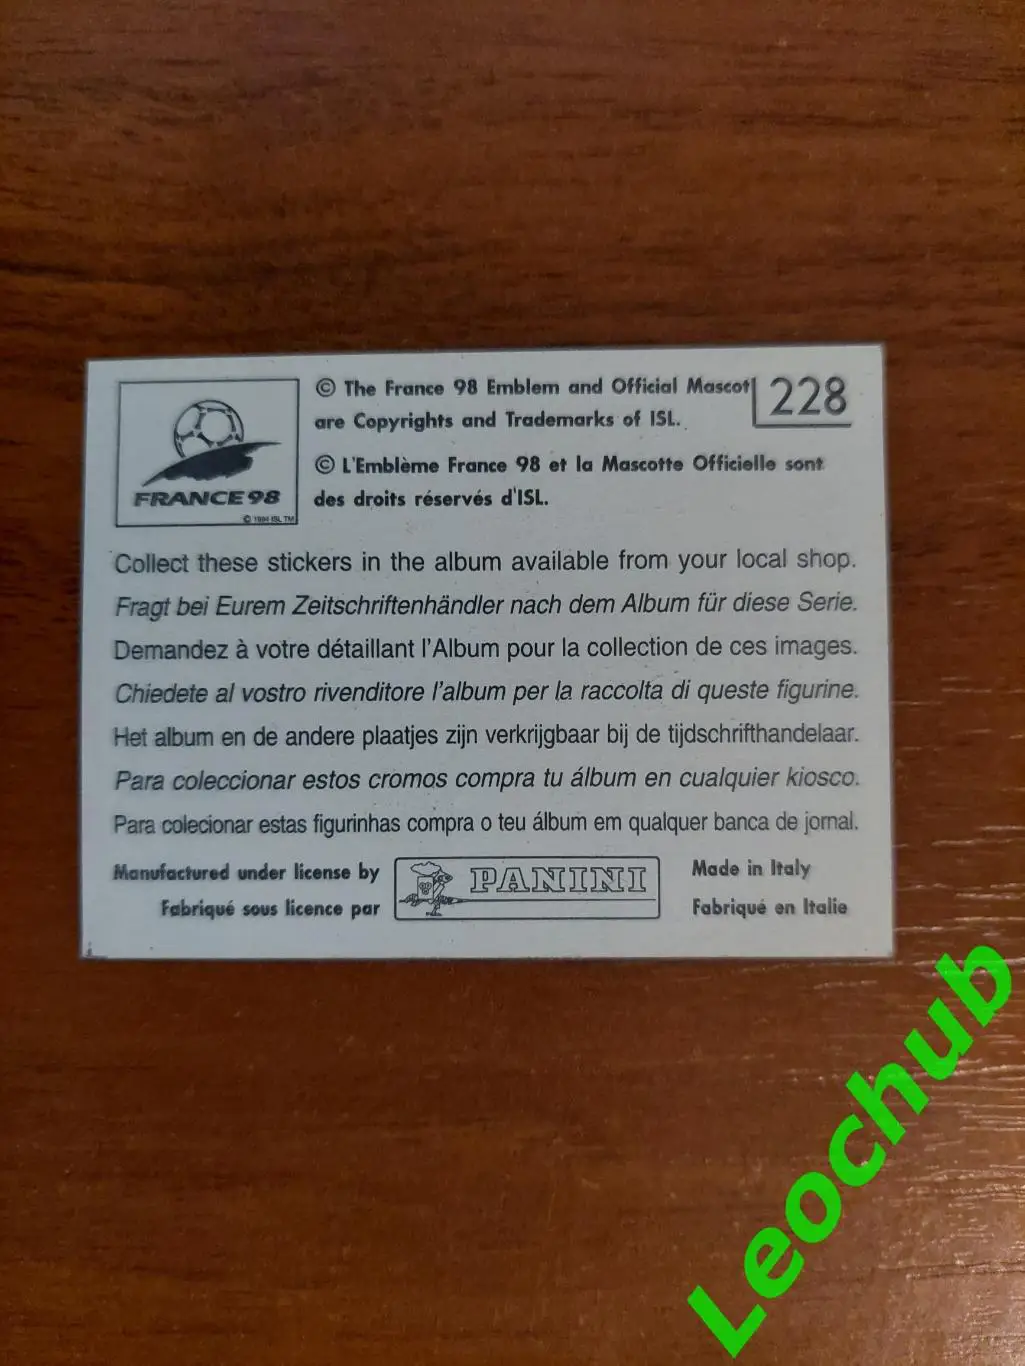 FRANCE 98
© 1994 ISL TM
© The France 98 Emblem and Official Mascot
are Copyrights and Trademarks of ISL.
228
© L'Emblème France 98 et la Mascotte Officielle sont
des droits réservés d'ISL.
Collect these stickers in the album available from your local shop.
Fragt bei Eurem Zeitschriftenhändler nach dem Album für diese Serie.
Demandez à votre détaillant l'Album pour la collection de ces images.
Chiedete al vostro rivenditore l'album per la raccolta di queste figurine.
Het album en de andere plaatjes zijn verkrijgbaar bij de tijdschrifthandelaar.
Para coleccionar estos cromos compra tu álbum en cualquier kiosco.
Para colecionar estas figurinhas compra o teu álbum em qualquer banca de jornal.
Manufactured under license by
Fabriqué sous licence par
PANINI
Made in Italy
Fabriqué en Italie
Leochub